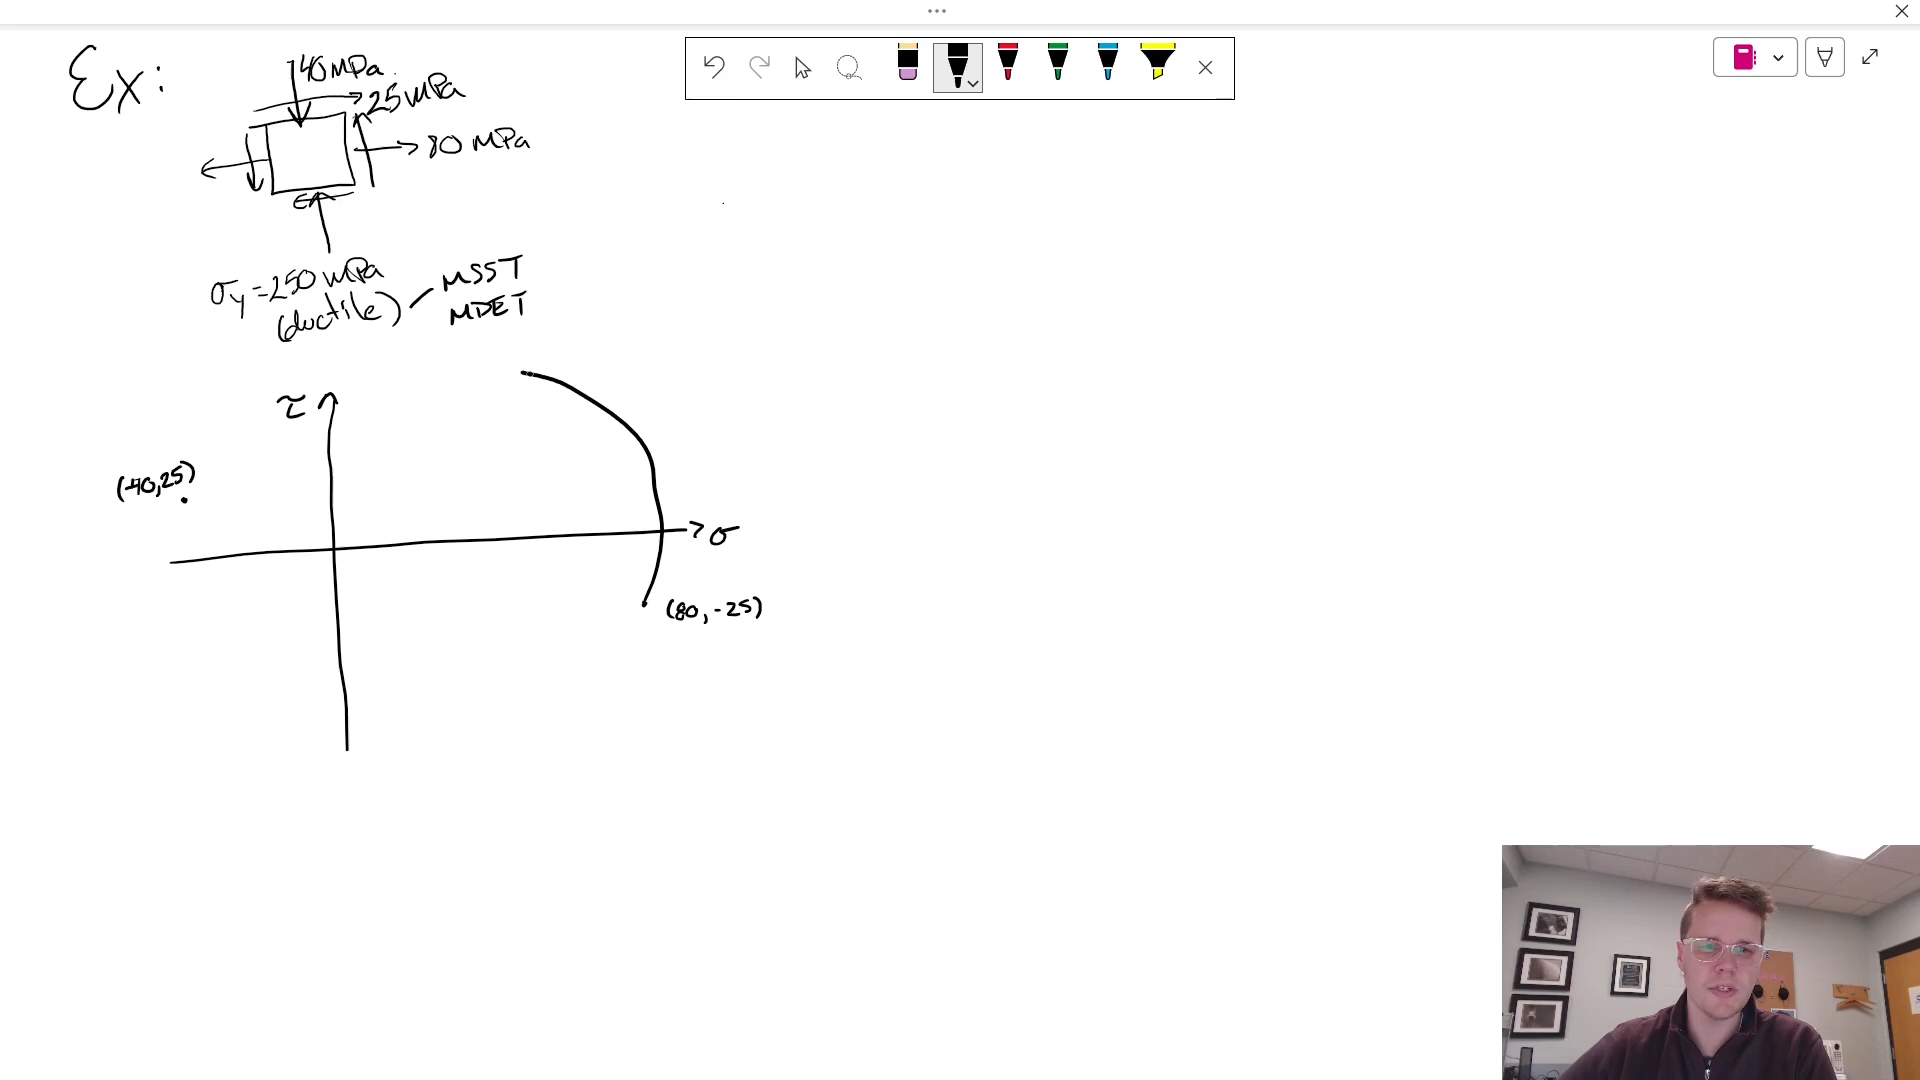 Ex:
40 MPa
25 MPa
80 MPa
σy = 250 MPa
(ductile)
MSST
MDET
τ
(-40,25)
σ
(80,-25)